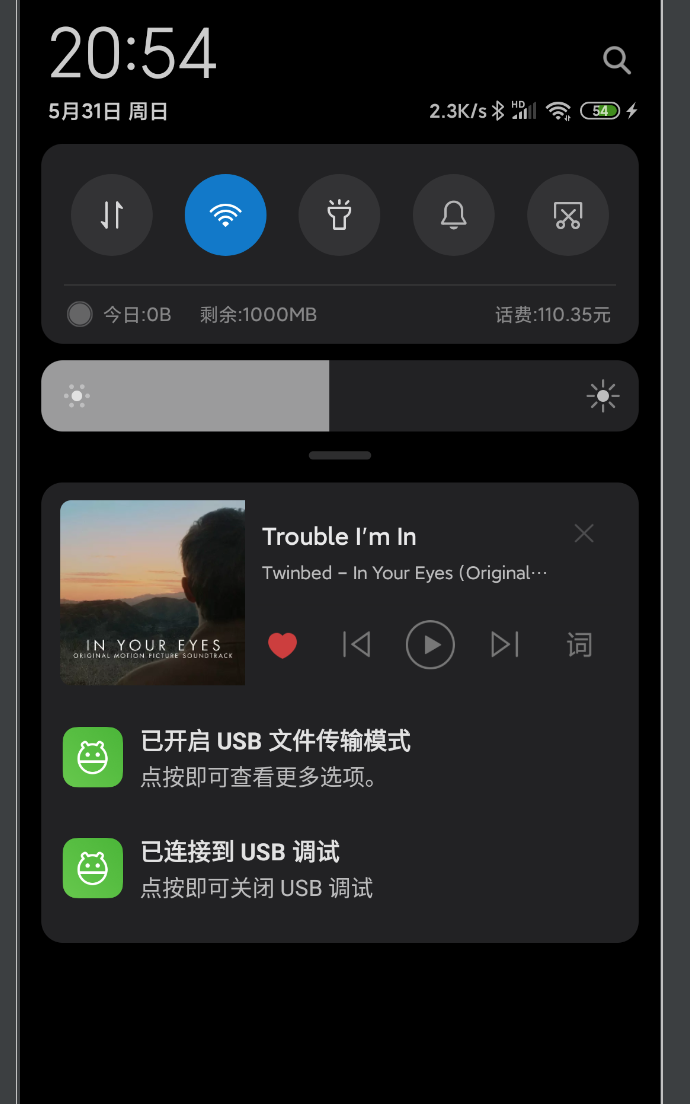 20:54
5月31日 周日
2.3K/s HD 54
今日:0B 剩余:1000MB 话费:110.35元
Trouble I'm In
Twinbed – In Your Eyes (Original···
IN YOUR EYES
ORIGINAL MOTION PICTURE SOUNDTRACK
词
已开启 USB 文件传输模式
点按即可查看更多选项。
已连接到 USB 调试
点按即可关闭 USB 调试